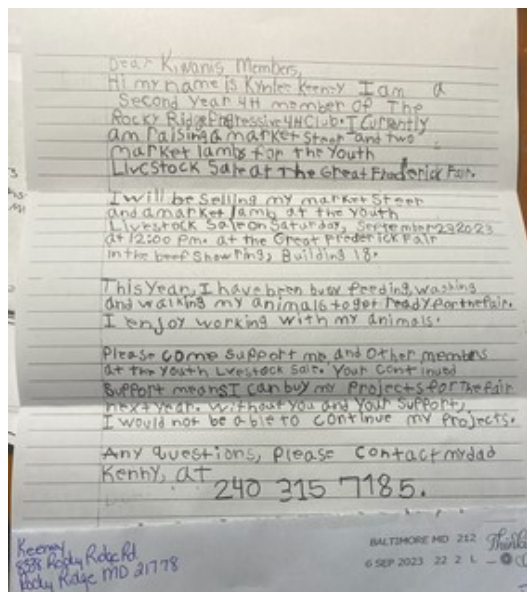 Dear Kiwanis Members,
Hi my name is Kynlee Keeney I am a
Second Year 4H member of The
Rocky Ridge Progressive 4H Club. I Currently
am raising a market Steer and two
market lambs for the Youth
Livestock Sale at The Great Frederick Fair.
I will be selling my market Steer
and a market lamb at the Youth
Livestock Sale on Saturday, September 23 2023
at 12:00 pm. at the Great Frederick Fair
in the beef Show ring, Building 18.
This Year, I have been busy feeding, washing
and walking my animals to get ready for the fair.
I enjoy working with my animals.
Please come support me and other members
at the Youth Livestock Sale. Your continued
Support means I can buy my Projects for the fair
next year. Without you and Your Support,
I would not be able to continue my Projects.
Any questions, Please Contact my dad
Kenny, at
240 315 7185.
Keeney
8538 Rocky Ridge Rd
Rocky Ridge MD 21778
BALTIMORE MD 212
6 SEP 2023 22 2 L